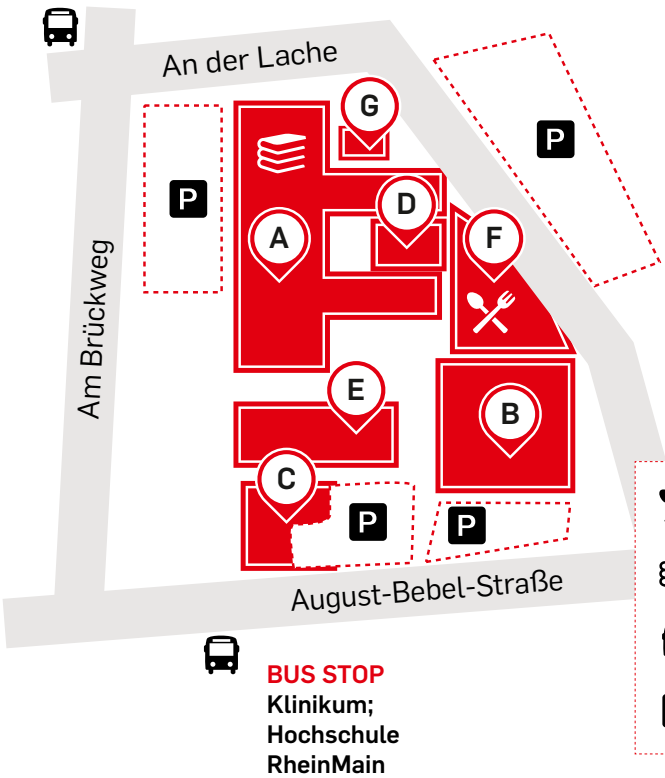 An der Lache
G
P
P
D
A
F
Am Brückweg
E
B
C
P
P
August-Bebel-Straße
BUS STOP
Klinikum;
Hochschule
RheinMain